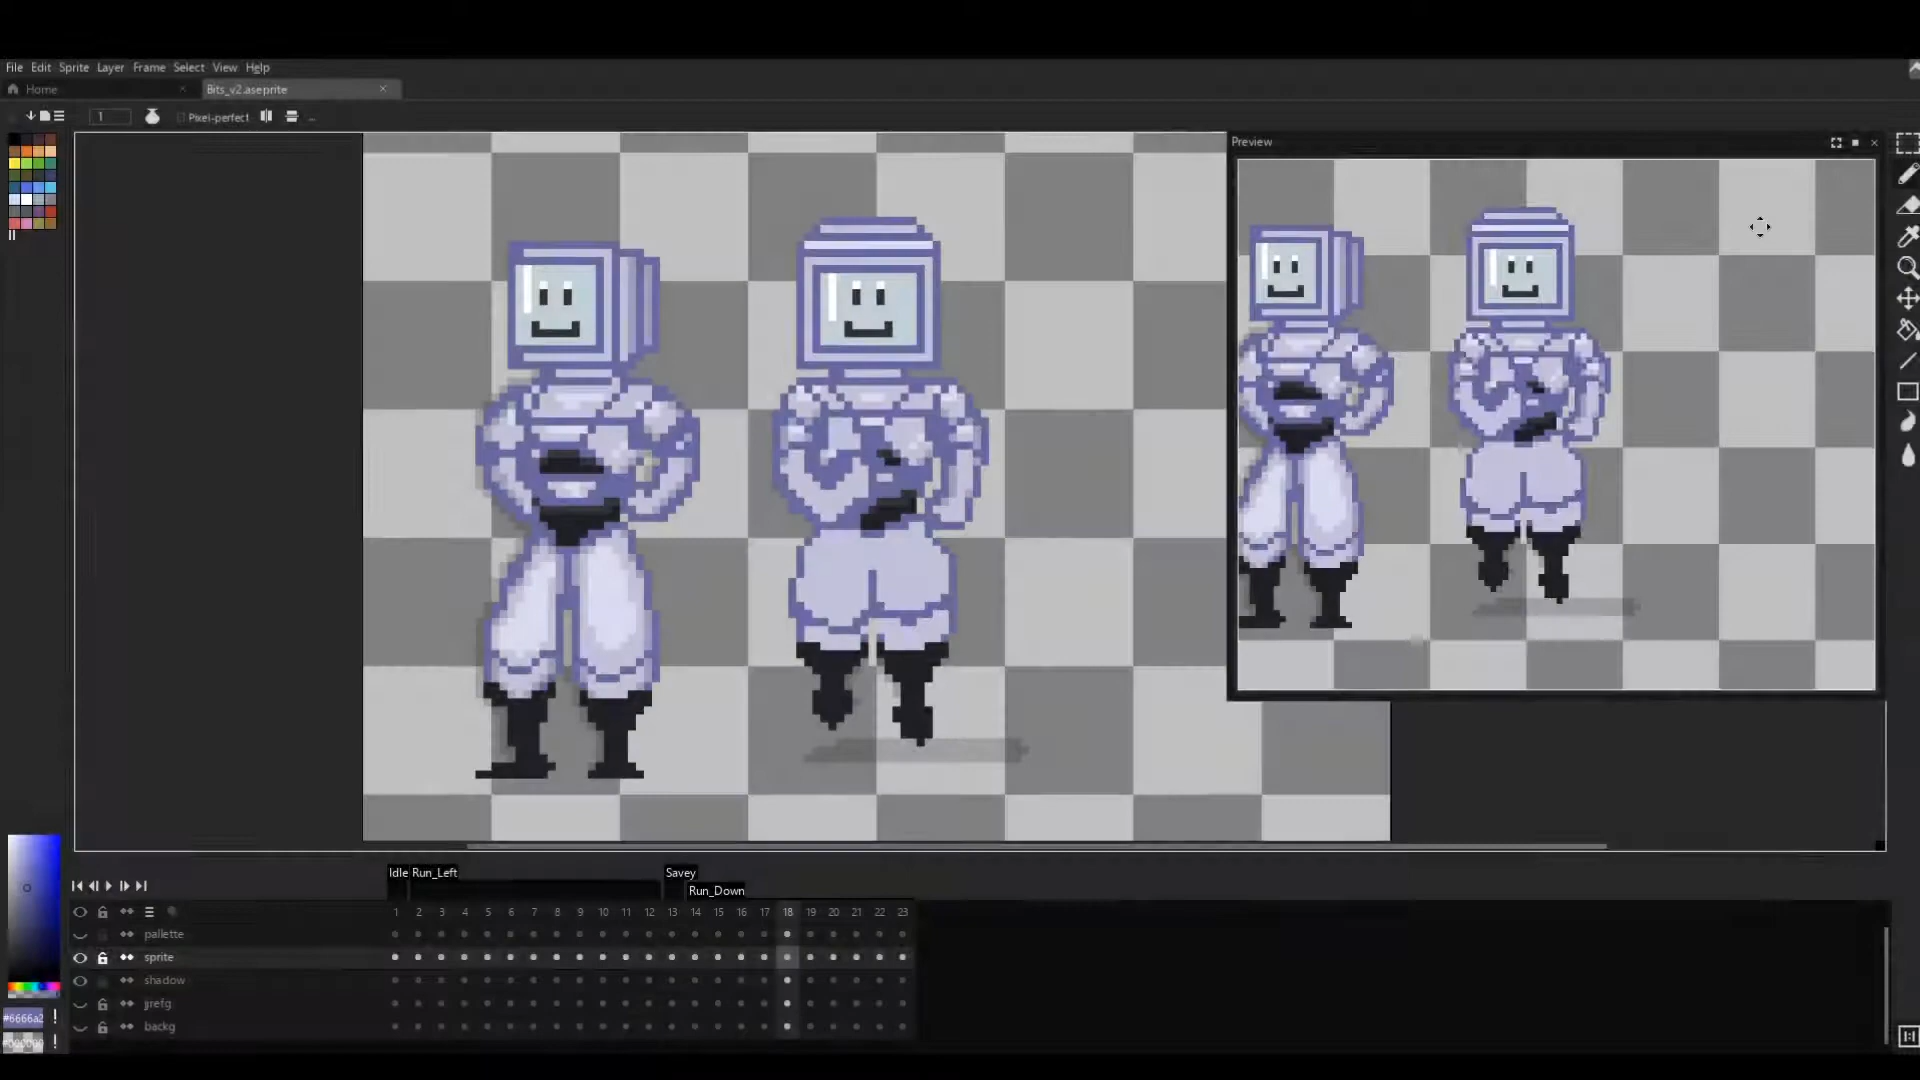 File Edit Sprite Layer Frame Select View Help
Home
Bits_v2.aseprite
1
Pixel-perfect
Preview
Idle Run_Left
Savey
Run_Down
1 2 3 4 5 6 7 8 9 10 11 12 13 14 15 16 17 18 19 20 21 22 23
pallette
sprite
shadow
backg
#6666a2
1:1